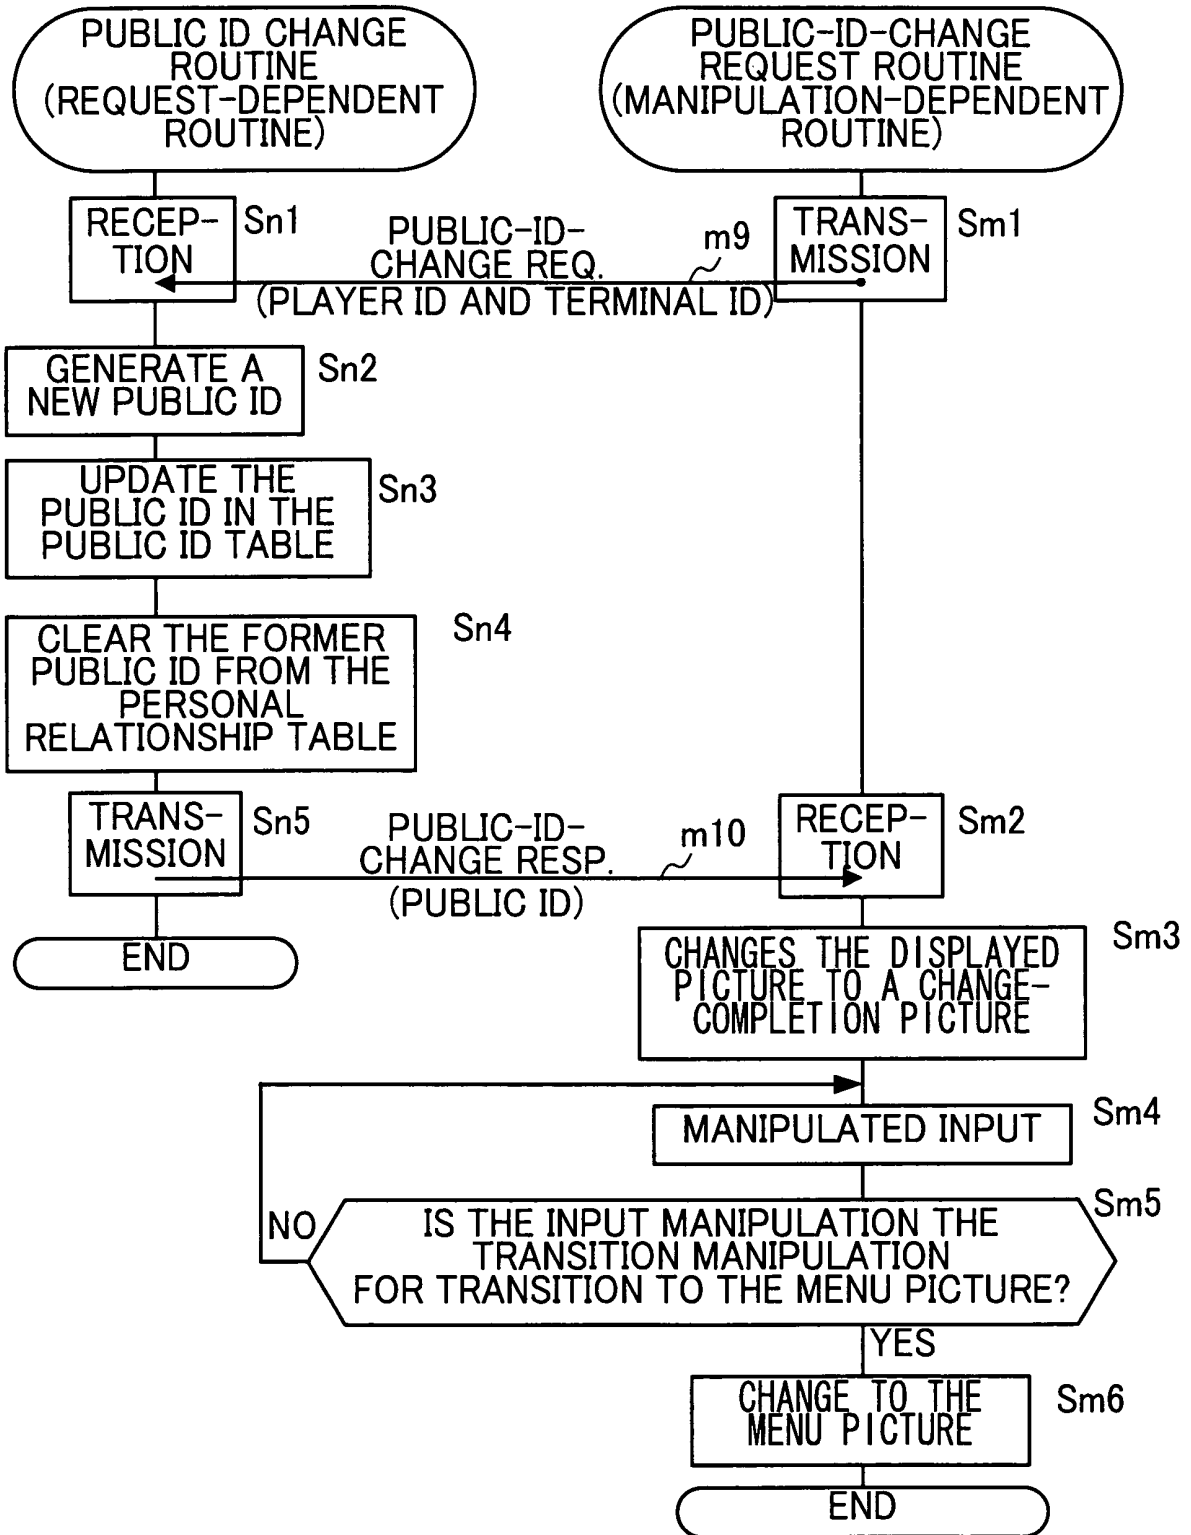 PUBLIC ID CHANGE
ROUTINE
(REQUEST-DEPENDENT
ROUTINE)
PUBLIC-ID-CHANGE
REQUEST ROUTINE
(MANIPULATION-DEPENDENT
ROUTINE)
RECEP-
TION
Sn1
PUBLIC-ID-
CHANGE REQ.
(PLAYER ID AND TERMINAL ID)
m9
TRANS-
MISSION
Sm1
GENERATE A
NEW PUBLIC ID
Sn2
UPDATE THE
PUBLIC ID IN THE
PUBLIC ID TABLE
Sn3
CLEAR THE FORMER
PUBLIC ID FROM THE
PERSONAL
RELATIONSHIP TABLE
Sn4
TRANS-
MISSION
Sn5
PUBLIC-ID-
CHANGE RESP.
(PUBLIC ID)
m10
RECEP-
TION
Sm2
END
CHANGES THE DISPLAYED
PICTURE TO A CHANGE-
COMPLETION PICTURE
Sm3
MANIPULATED INPUT
Sm4
NO
IS THE INPUT MANIPULATION THE
TRANSITION MANIPULATION
FOR TRANSITION TO THE MENU PICTURE?
Sm5
YES
CHANGE TO THE
MENU PICTURE
Sm6
END